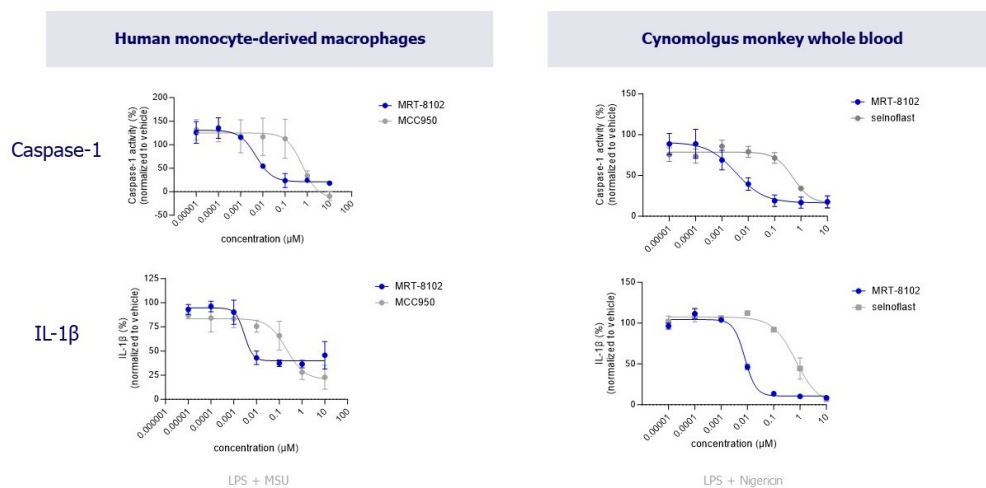 Human monocyte-derived macrophages
Cynomolgus monkey whole blood
Caspase-1
Caspase-1 activity (%)
(normalized to vehicle)
200
150
100
50
0
-50
0.00001
0.0001
0.001
0.01
0.1
1
10
100
concentration (µM)
MRT-8102
MCC950
Caspase-1 activity (%)
(normalized to vehicle)
150
100
50
0
0.00001
0.0001
0.001
0.01
0.1
1
10
MRT-8102
selnoflast
IL-1β
IL-1β (%)
(normalized to vehicle)
125
100
75
50
25
0
0.000001
0.00001
0.0001
0.001
0.01
0.1
1
10
100
concentration (µM)
MRT-8102
MCC950
IL-1β (%)
(normalized to vehicle)
150
100
50
0
0.00001
0.0001
0.001
0.01
0.1
1
10
concentration (µM)
MRT-8102
selnoflast
LPS + MSU
LPS + Nigericin